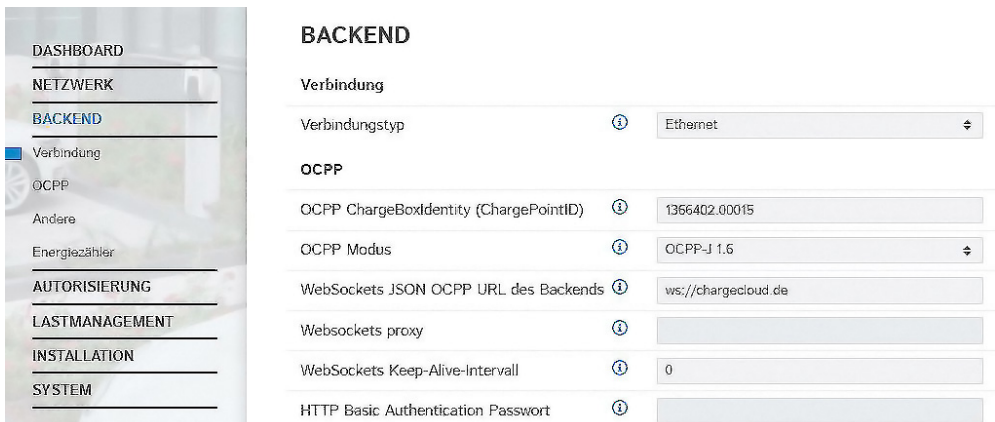 DASHBOARD
NETZWERK
BACKEND
Verbindung
OCPP
Andere
Energiezähler
AUTORISIERUNG
LASTMANAGEMENT
INSTALLATION
SYSTEM
BACKEND
Verbindung
Verbindungstyp Ethernet
OCPP
OCPP ChargeBoxIdentity (ChargePointID) 1366402.00015
OCPP Modus OCPP-J 1.6
WebSockets JSON OCPP URL des Backends ws://chargecloud.de
Websockets proxy
WebSockets Keep-Alive-Intervall 0
HTTP Basic Authentication Passwort